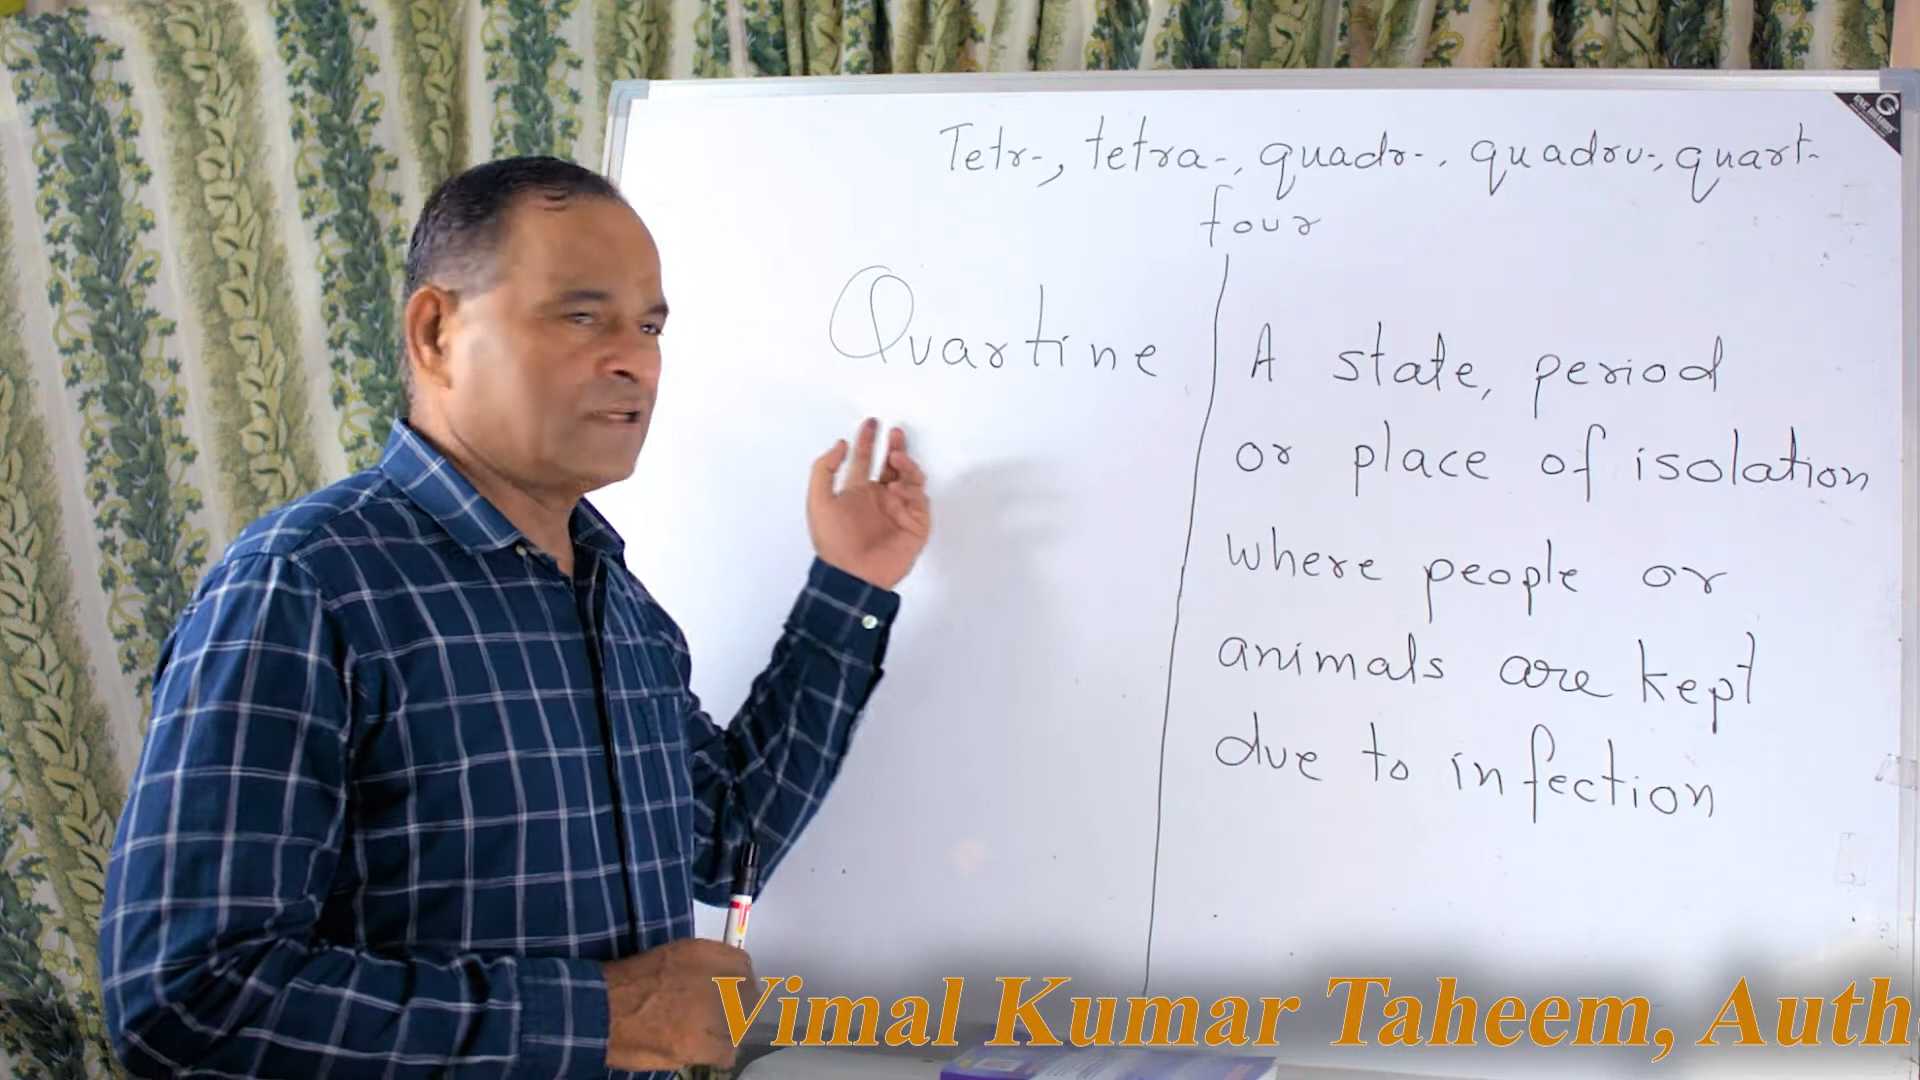 Tetr-, tetra-, quadr-, quadru-, quart-
four
Quartine
A state, period
or place of isolation
where people or
animals are kept
due to infection
Vimal Kumar Taheem, Auth